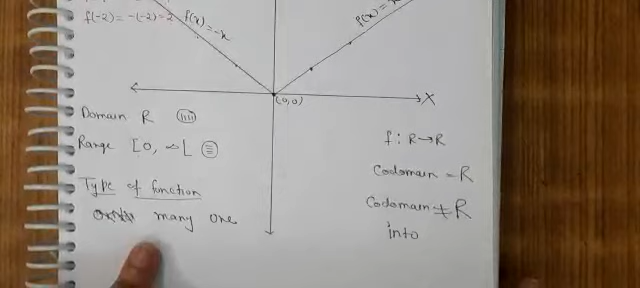 f(-2) = -(-2) = 2
f(x) = -x
f(x) = x
(0,0)
X
Domain R
Range [0, ∞[
Type of function
many one
f : R → R
Codomain = R
Codomain ≠ R
into